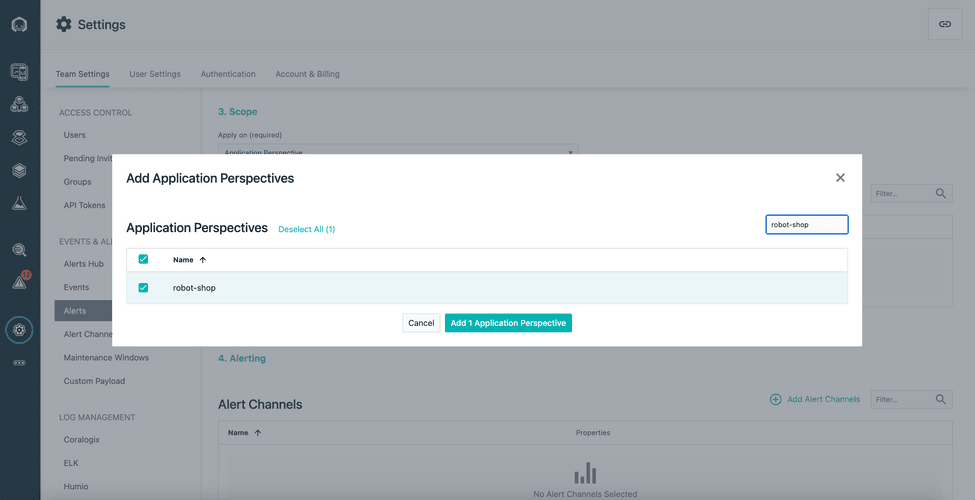 Settings
Team Settings
User Settings
Authentication
Account & Billing
ACCESS CONTROL
Users
Pending Invit
Groups
API Tokens
EVENTS & AL
Alerts Hub
Events
12
Alerts
Alert Channe
Maintenance Windows
Custom Payload
LOG MANAGEMENT
Coralogix
ELK
Humio
3. Scope
Apply on (required)
Application Perspective
Filter...
Add Application Perspectives
Application Perspectives
Deselect All (1)
robot-shop
Name
robot-shop
Cancel
Add 1 Application Perspective
4. Alerting
Alert Channels
Add Alert Channels
Filter...
Name
Properties
No Alert Channels Selected